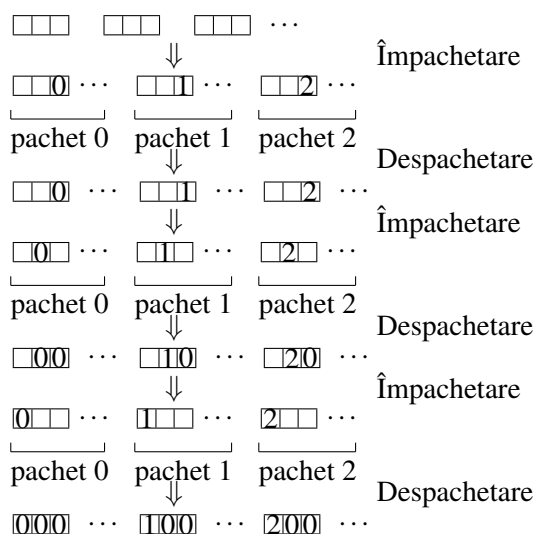 ...
Împachetare
0 ... 1 ... 2 ...
pachet 0 pachet 1 pachet 2
Despachetare
0 ... 1 ... 2 ...
Împachetare
0 ... 1 ... 2 ...
pachet 0 pachet 1 pachet 2
Despachetare
00 ... 10 ... 20 ...
Împachetare
0 ... 1 ... 2 ...
pachet 0 pachet 1 pachet 2
Despachetare
000 ... 100 ... 200 ...